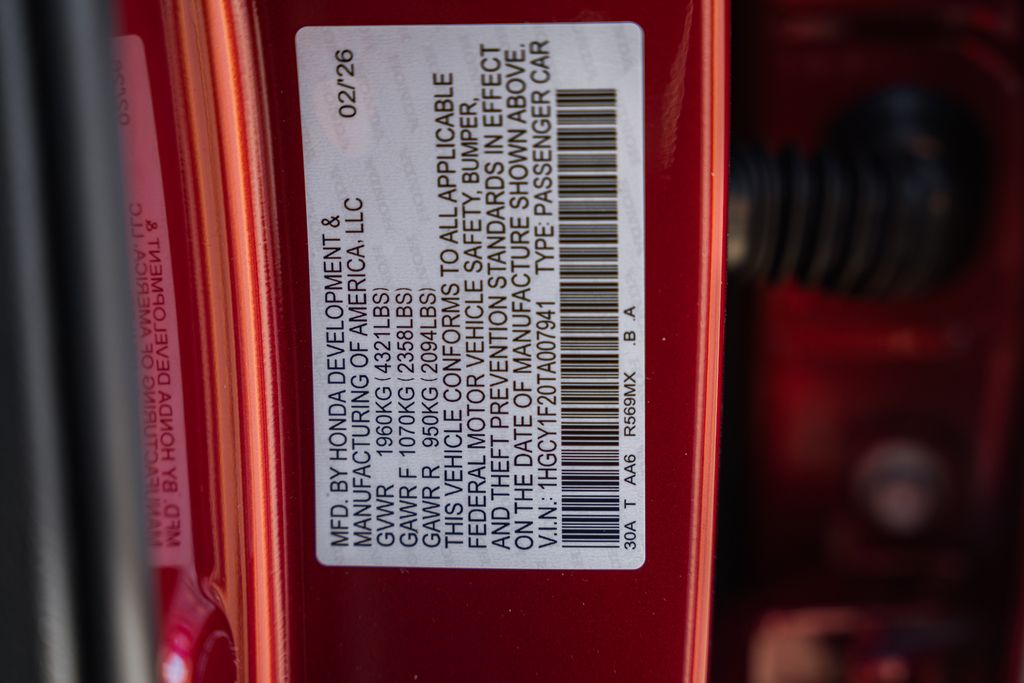 02/'26
MFD. BY HONDA DEVELOPMENT &
MANUFACTURING OF AMERICA, LLC
GVWR 1960KG (4321LBS)
GAWR F 1070KG (2358LBS)
GAWR R 950KG (2094LBS)
THIS VEHICLE CONFORMS TO ALL APPLICABLE
FEDERAL MOTOR VEHICLE SAFETY, BUMPER,
AND THEFT PREVENTION STANDARDS IN EFFECT
ON THE DATE OF MANUFACTURE SHOWN ABOVE.
V.I.N.: 1HGCY1F20TA007941 TYPE: PASSENGER CAR
30A T AA6 R569MX .B .A